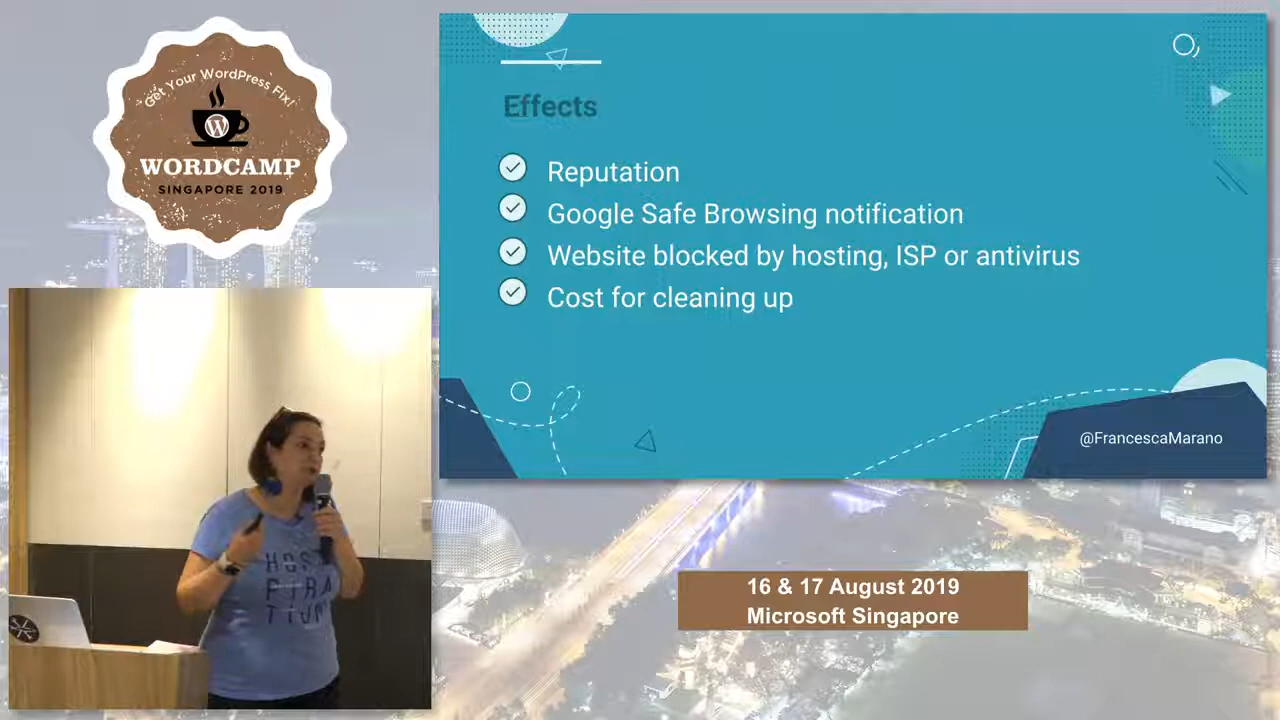 Get Your WordPress Fix!
WORDCAMP
SINGAPORE 2019
Effects
Reputation
Google Safe Browsing notification
Website blocked by hosting, ISP or antivirus
Cost for cleaning up
@FrancescaMarano
16 & 17 August 2019
Microsoft Singapore